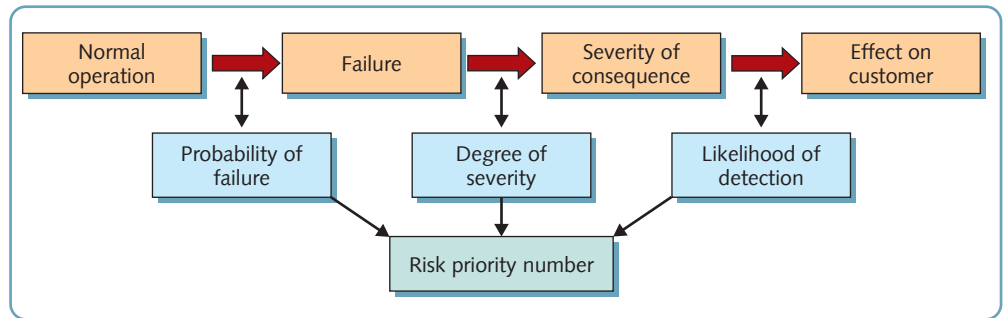 Normal
operation
Failure
Severity of
consequence
Effect on
customer
Probability of
failure
Degree of
severity
Likelihood of
detection
Risk priority number